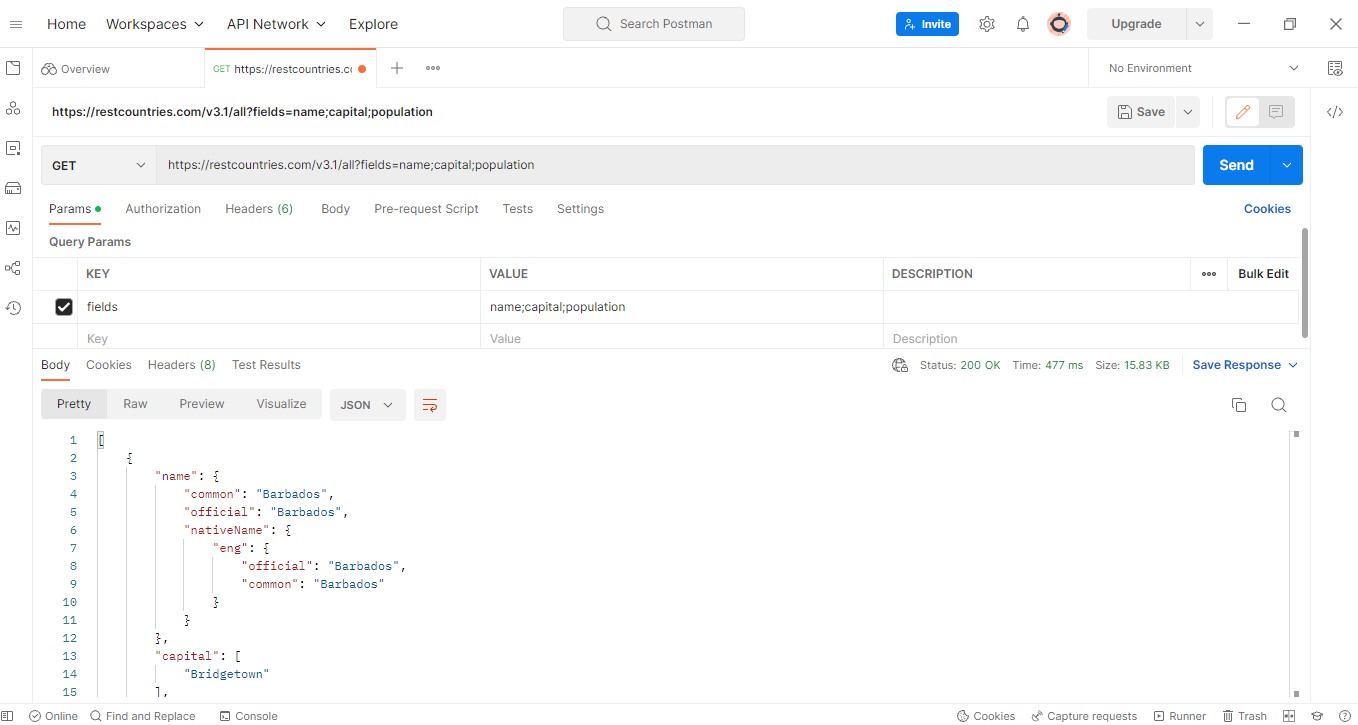 Home Workspaces API Network Explore Search Postman Invite Upgrade
Overview GET https://restcountries.cc No Environment
https://restcountries.com/v3.1/all?fields=name;capital;population Save
GET https://restcountries.com/v3.1/all?fields=name;capital;population Send
Params Authorization Headers (6) Body Pre-request Script Tests Settings Cookies
Query Params
KEY VALUE DESCRIPTION Bulk Edit
fields name;capital;population
Key Value Description
Body Cookies Headers (8) Test Results Status: 200 OK Time: 477 ms Size: 15.83 KB Save Response
Pretty Raw Preview Visualize JSON
1 [
2 {
3 "name": {
4 "common": "Barbados",
5 "official": "Barbados",
6 "nativeName": {
7 "eng": {
8 "official": "Barbados",
9 "common": "Barbados"
10 }
11 }
12 },
13 "capital": [
14 "Bridgetown"
15 ],
Online Find and Replace Console Cookies Capture requests Runner Trash